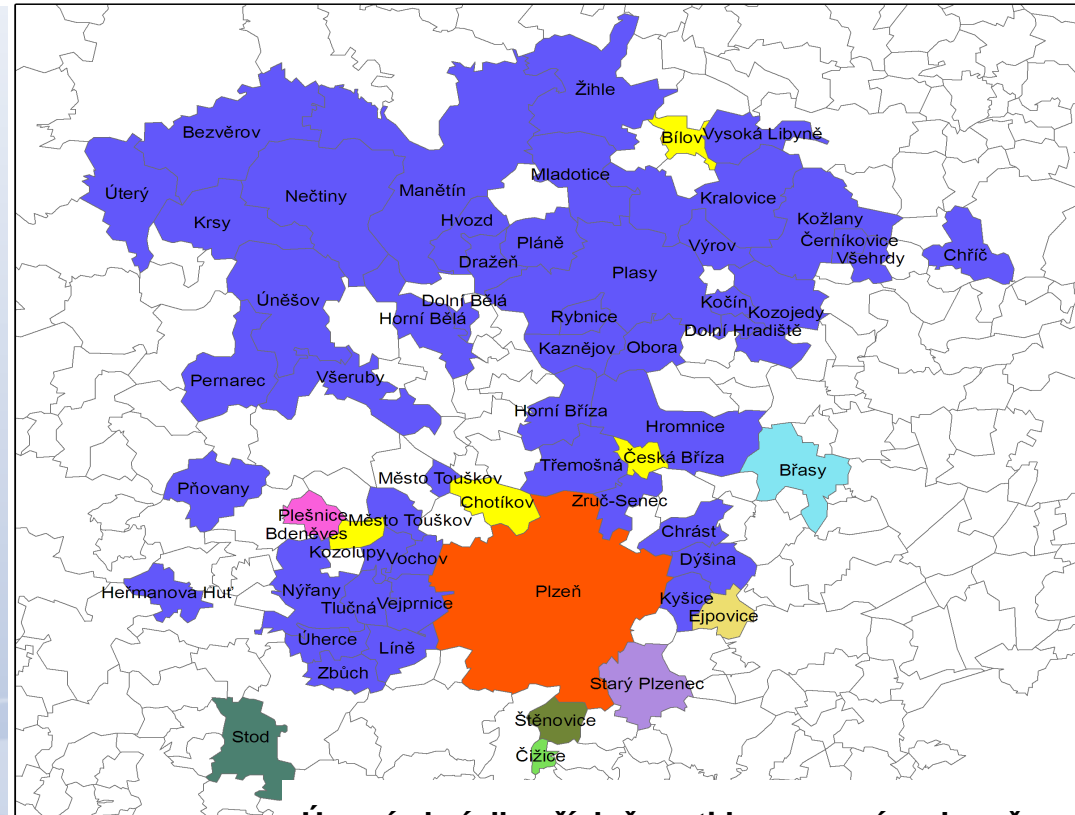 Žihle
Bezvěrov
Bílov
Vysoká Libyně
Mladotice
Úterý
Nečtiny
Manětín
Kralovice
Krsy
Hvozd
Kožlany
Pláně
Výrov
Černíkovice
Dražeň
Všehrdy
Chříč
Plasy
Úněšov
Dolní Bělá
Kočín
Horní Bělá
Rybnice
Kozojedy
Dolní Hradiště
Kaznějov
Obora
Pernarec
Všeruby
Horní Bříza
Hromnice
Česká Bříza
Třemošná
Břasy
Město Touškov
Pňovany
Chotíkov
Zruč-Senec
Plešnice
Město Touškov
Bdeněves
Chrást
Kozolupy
Vochov
Dýšina
Heřmanova Huť
Nýřany
Plzeň
Tlučná
Vejprnice
Kyšice
Ejpovice
Úherce
Líně
Zbůch
Starý Plzenec
Štěnovice
Stod
Čižice